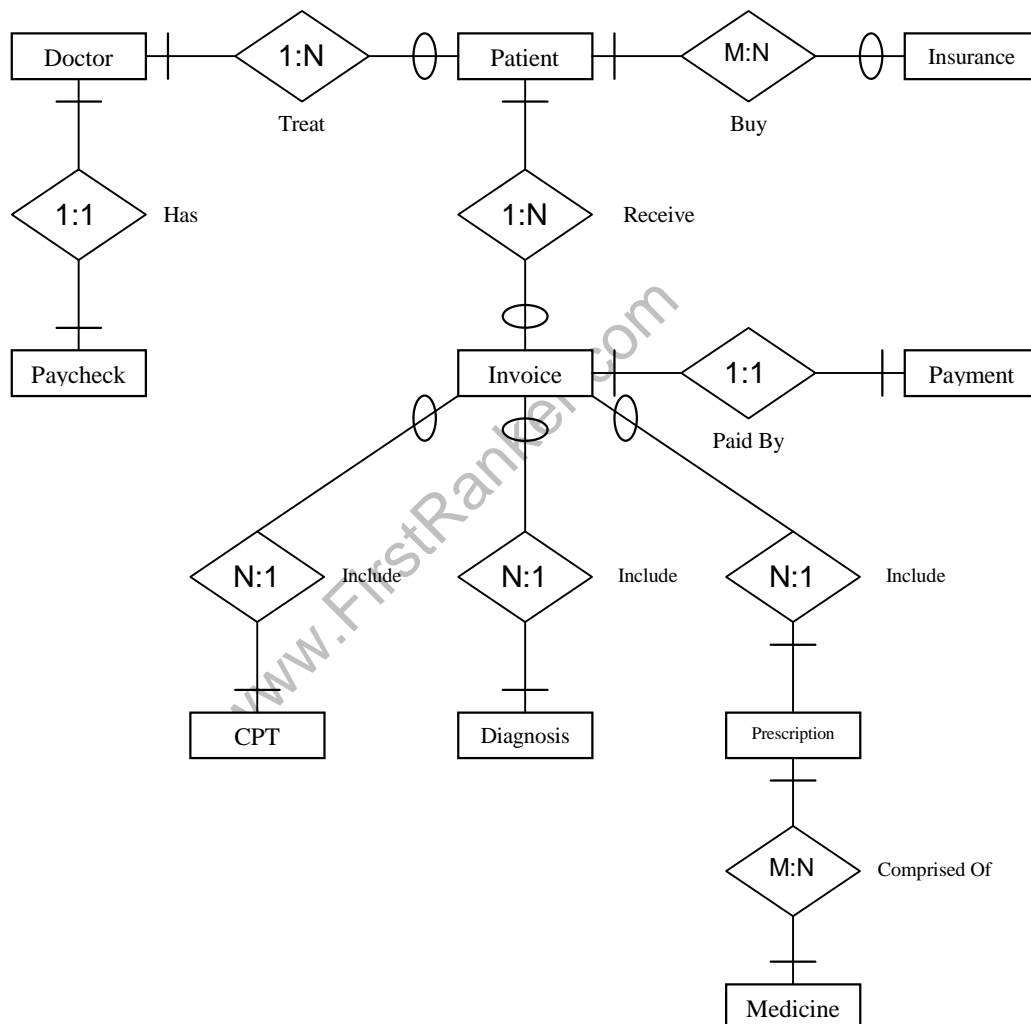 Doctor
1:N
Patient
M:N
Insurance
Treat
Buy
1:1
Has
1:N
Receive
Paycheck
Invoice
1:1
Payment
Paid By
N:1
Include
N:1
Include
N:1
Include
CPT
Diagnosis
Prescription
M:N
Comprised Of
Medicine
www.FirstRanker.com